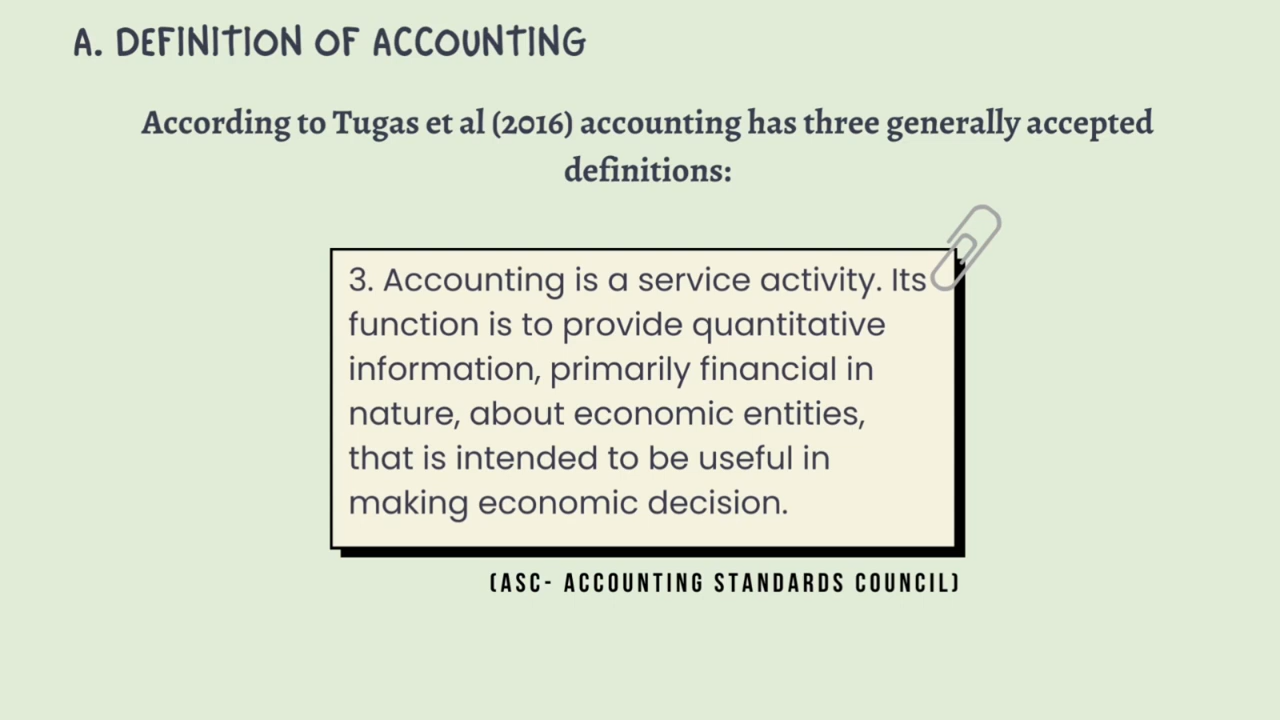 A. DEFINITION OF ACCOUNTING
According to Tugas et al (2016) accounting has three generally accepted
definitions:
3. Accounting is a service activity. Its
function is to provide quantitative
information, primarily financial in
nature, about economic entities,
that is intended to be useful in
making economic decision.
(ASC- ACCOUNTING STANDARDS COUNCIL)